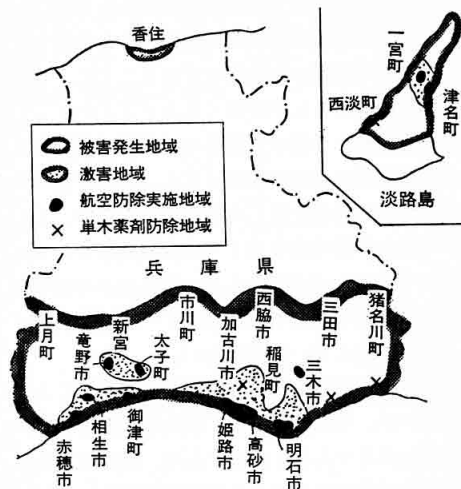 香住
一宮町
津名町
西淡町
淡路島
被害発生地域
激害地域
航空防除実施地域
単木薬剤防除地域
兵庫県
上月町
新宮
竜野市
太子町
市川町
加古川市
西脇市
稲見町
三田市
三木市
猪名川町
赤穂市
相生市
御津町
姫路市
高砂市
明石市